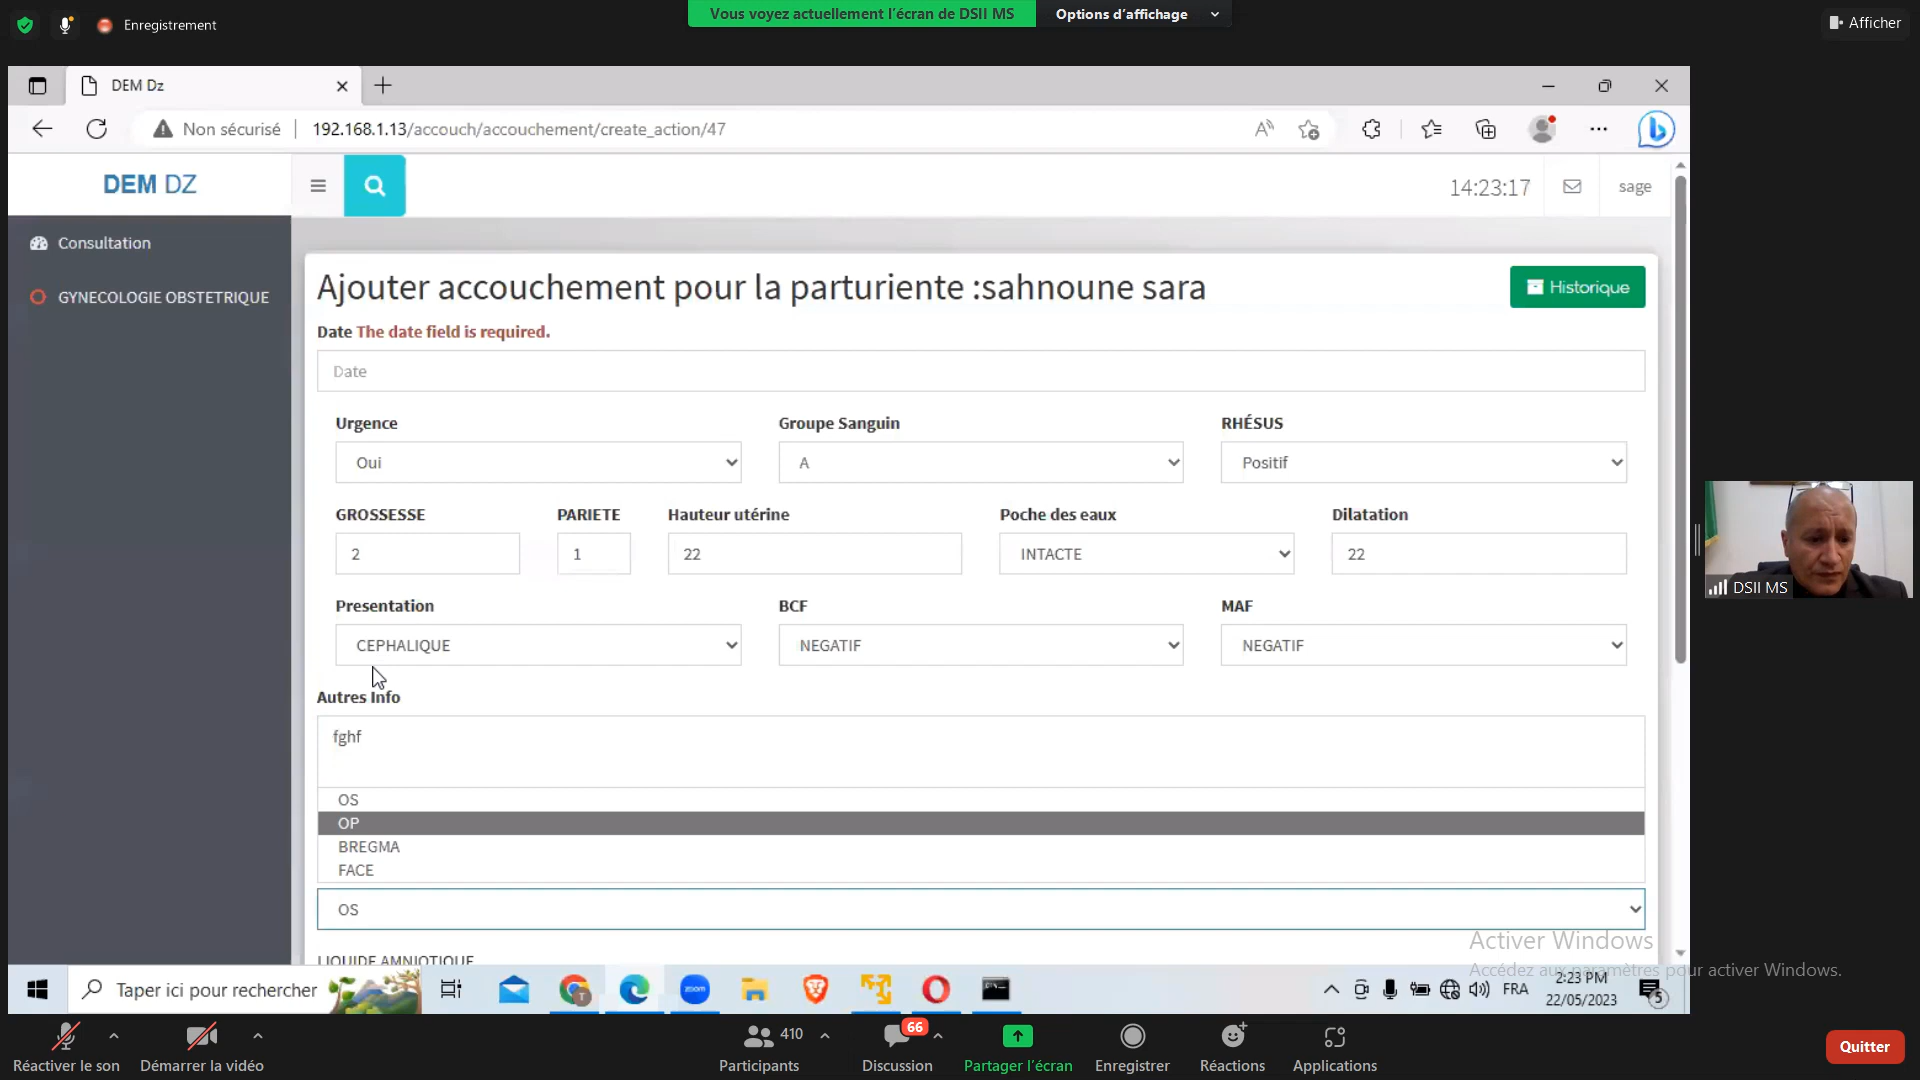 Enregistrement
Vous voyez actuellement l'écran de DSII MS
Options d'affichage
Afficher
DEM Dz
Non sécurisé
192.168.1.13/accouch/accouchement/create_action/47
DEM DZ
14:23:17
sage
Consultation
GYNECOLOGIE OBSTETRIQUE
Ajouter accouchement pour la parturiente :sahnoune sara
Historique
Date The date field is required.
Date
Urgence
Groupe Sanguin
RHÉSUS
Oui
A
Positif
GROSSESSE
PARIETE
Hauteur utérine
Poche des eaux
Dilatation
2
1
22
INTACTE
22
Presentation
BCF
MAF
CEPHALIQUE
NEGATIF
NEGATIF
DSII MS
Autres Info
fghf
OS
OP
BREGMA
FACE
OS
LIQUIDE AMNIOTIQUE
Activer Windows
Accédez aux paramètres pour activer Windows.
Taper ici pour rechercher
zoom
FRA
2:23 PM
22/05/2023
5
Réactiver le son
Démarrer la vidéo
410
Participants
66
Discussion
Partager l'écran
Enregistrer
Réactions
Applications
Quitter